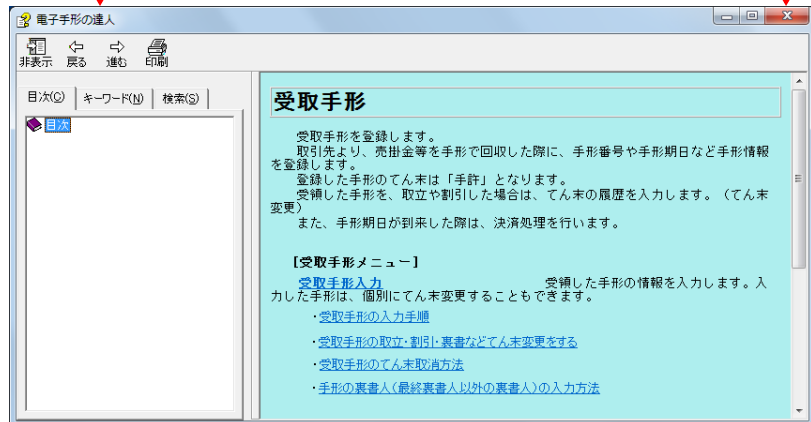 電子手形の達人
非表示 戻る 進む 印刷
目次(C) キーワード(N) 検索(S)
目次
受取手形
受取手形を登録します。
取引先より、売掛金等を手形で回収した際に、手形番号や手形期日など手形情報
を登録します。
登録した手形のてん末は「手許」となります。
受領した手形を、取立や割引した場合は、てん末の履歴を入力します。（てん末
変更）
また、手形期日が到来した際は、決済処理を行います。
[受取手形メニュー]
受取手形入力 受領した手形の情報を入力します。入
力した手形は、個別にてん末変更することもできます。
・受取手形の入力手順
・受取手形の取立・割引・裏書などてん末変更をする
・受取手形のてん末取消方法
・手形の裏書人(最終裏書人以外の裏書人)の入力方法